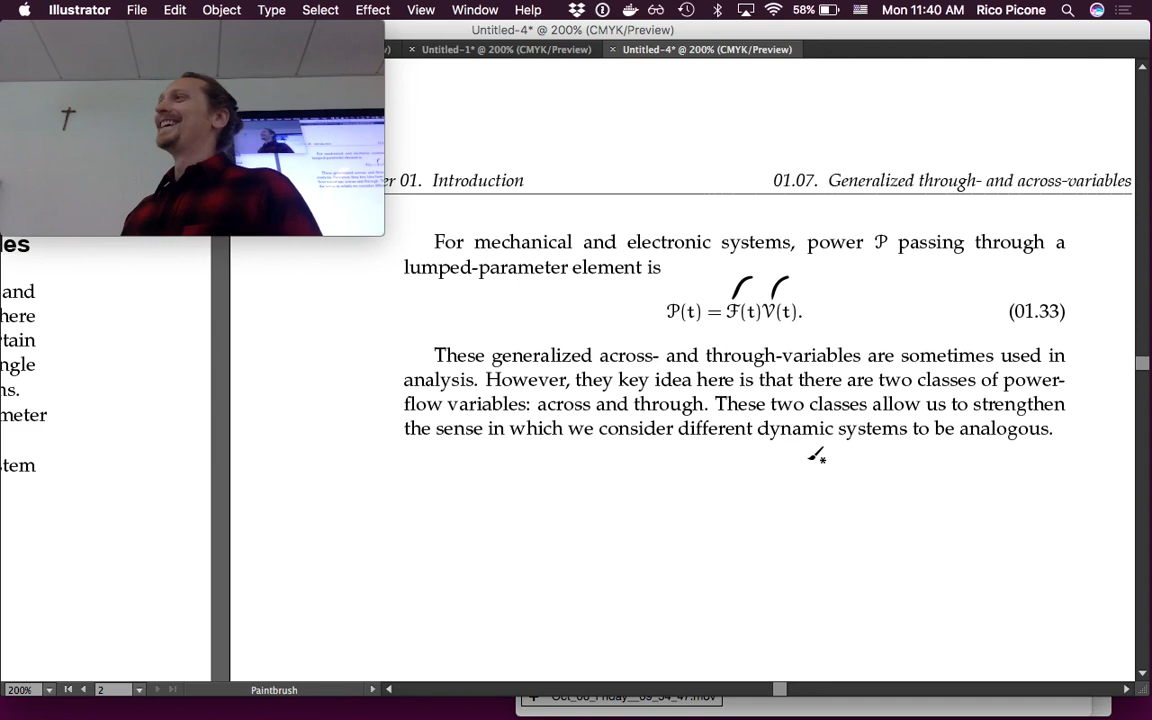 Illustrator File Edit Object Type Select Effect View Window Help 58% Mon 11:40 AM Rico Picone
Untitled-4* @ 200% (CMYK/Preview)
) × Untitled-1* @ 200% (CMYK/Preview) × Untitled-4* @ 200% (CMYK/Preview)
er 01. Introduction 01.07. Generalized through- and across-variables
les
and
here
rtain
ngle
ns.
meter
stem
For mechanical and electronic systems, power 𝒫 passing through a
lumped-parameter element is
𝒫(t) = ℱ(t)𝒱(t). (01.33)
These generalized across- and through-variables are sometimes used in
analysis. However, they key idea here is that there are two classes of power-
flow variables: across and through. These two classes allow us to strengthen
the sense in which we consider different dynamic systems to be analogous.
200% 2 Paintbrush